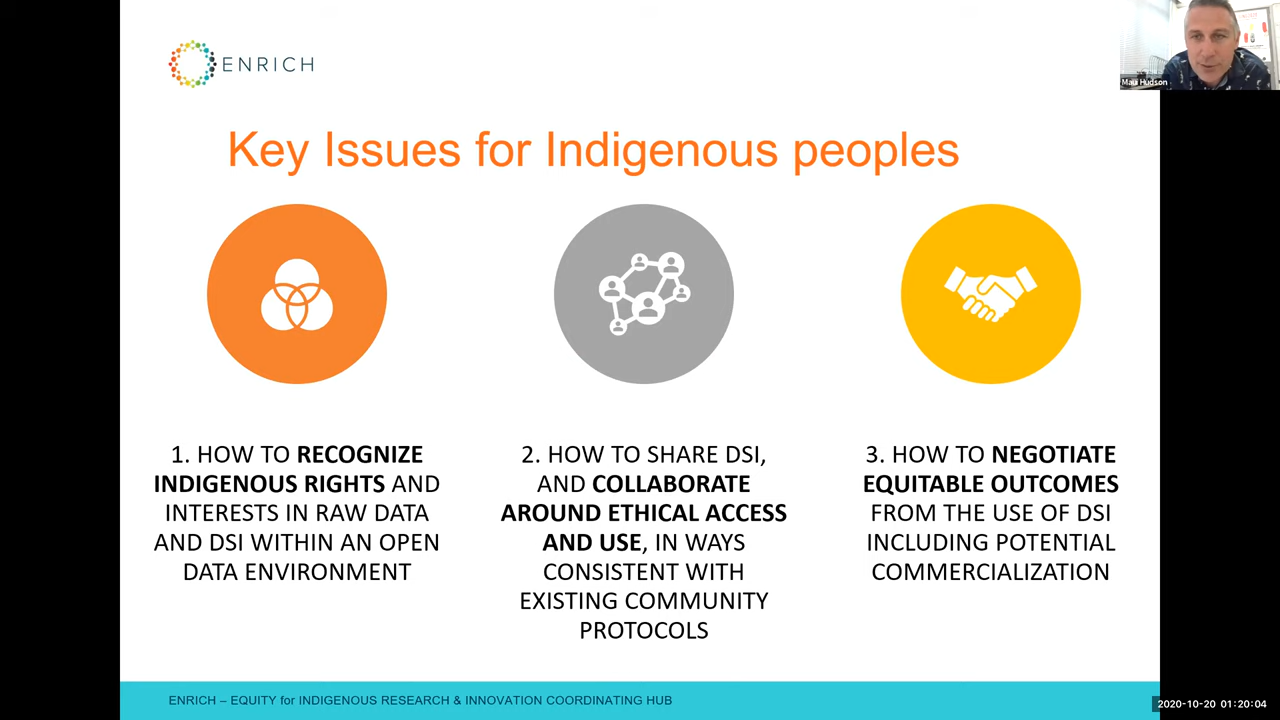 ENRICH
Maui Hudson
Key Issues for Indigenous peoples
1. HOW TO RECOGNIZE
INDIGENOUS RIGHTS AND
INTERESTS IN RAW DATA
AND DSI WITHIN AN OPEN
DATA ENVIRONMENT
2. HOW TO SHARE DSI,
AND COLLABORATE
AROUND ETHICAL ACCESS
AND USE, IN WAYS
CONSISTENT WITH
EXISTING COMMUNITY
PROTOCOLS
3. HOW TO NEGOTIATE
EQUITABLE OUTCOMES
FROM THE USE OF DSI
INCLUDING POTENTIAL
COMMERCIALIZATION
ENRICH – EQUITY for INDIGENOUS RESEARCH & INNOVATION COORDINATING HUB
2020-10-20 01:20:04